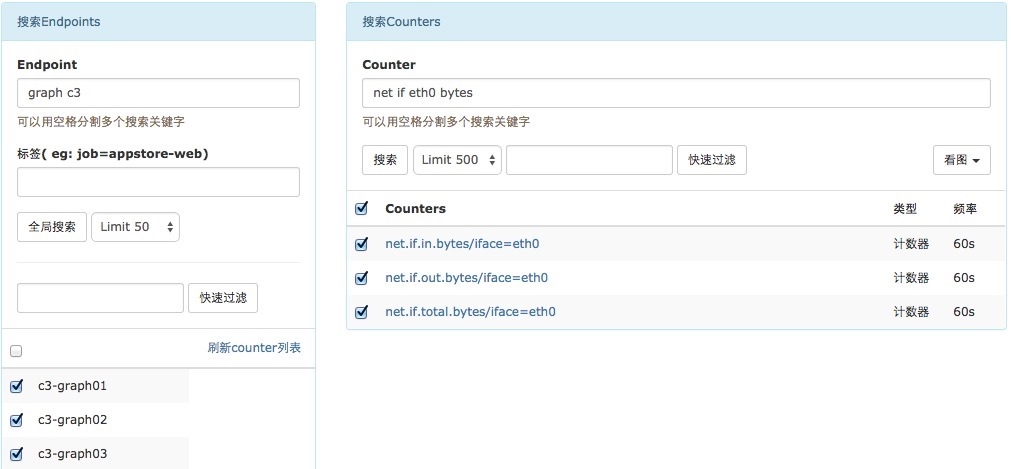 搜索Endpoints
Endpoint
graph c3
可以用空格分割多个搜索关键字
标签( eg: job=appstore-web)
全局搜索 Limit 50
快速过滤
刷新counter列表
c3-graph01
c3-graph02
c3-graph03
搜索Counters
Counter
net if eth0 bytes
可以用空格分割多个搜索关键字
搜索 Limit 500 快速过滤 看图
Counters 类型 频率
net.if.in.bytes/iface=eth0 计数器 60s
net.if.out.bytes/iface=eth0 计数器 60s
net.if.total.bytes/iface=eth0 计数器 60s